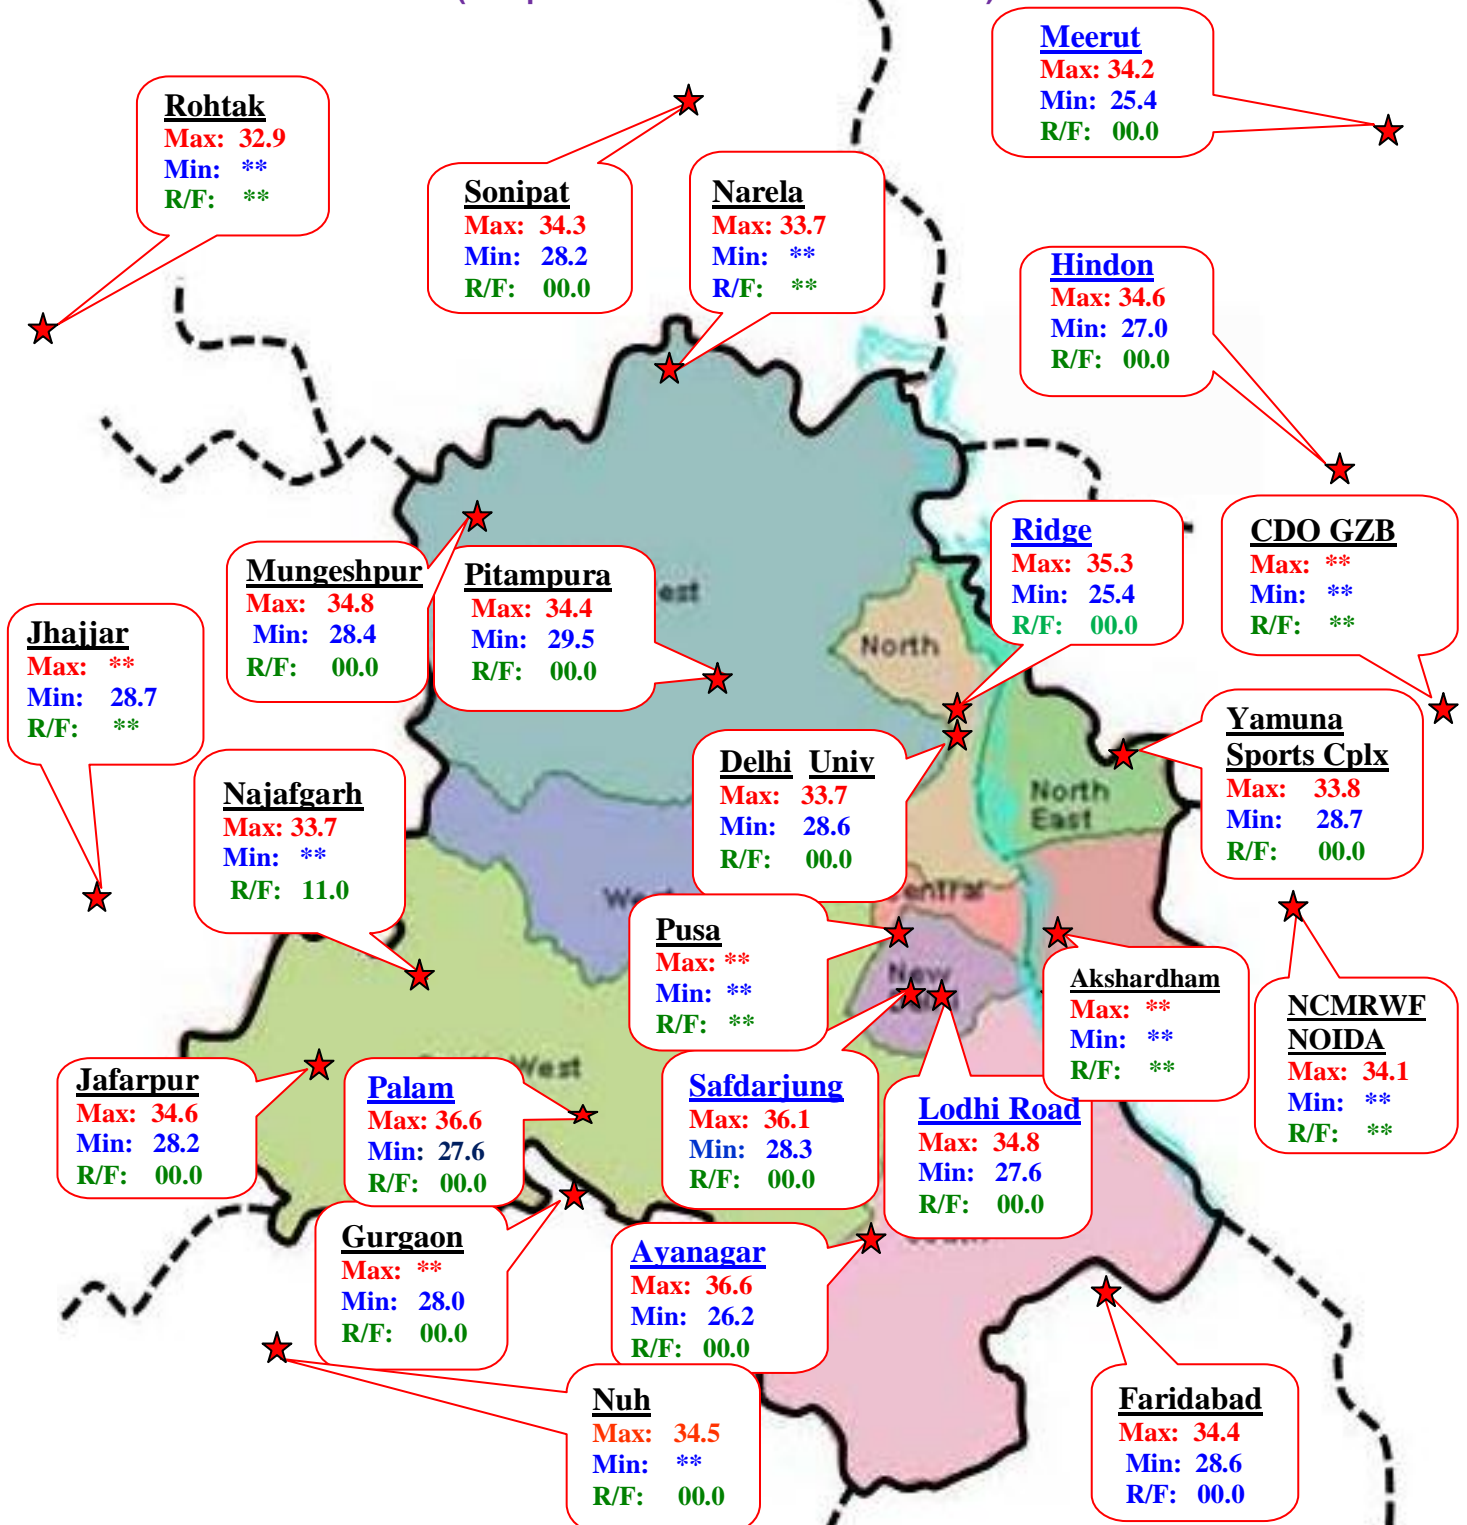 Meerut
Max: 34.2
Min: 25.4
R/F: 00.0
Rohtak
Max: 32.9
Min: **
R/F: **
Sonipat
Max: 34.3
Min: 28.2
R/F: 00.0
Narela
Max: 33.7
Min: **
R/F: **
Hindon
Max: 34.6
Min: 27.0
R/F: 00.0
Ridge
Max: 35.3
Min: 25.4
R/F: 00.0
CDO GZB
Max: **
Min: **
R/F: **
Mungeshpur
Max: 34.8
Min: 28.4
R/F: 00.0
Pitampura
Max: 34.4
Min: 29.5
R/F: 00.0
North
Jhajjar
Max: **
Min: 28.7
R/F: **
Yamuna
Sports Cplx
Max: 33.8
Min: 28.7
R/F: 00.0
Delhi Univ
Max: 33.7
Min: 28.6
R/F: 00.0
North
East
Najafgarh
Max: 33.7
Min: **
R/F: 11.0
Pusa
Max: **
Min: **
R/F: **
New
Akshardham
Max: **
Min: **
R/F: **
NCMRWF
NOIDA
Max: 34.1
Min: **
R/F: **
West
Jafarpur
Max: 34.6
Min: 28.2
R/F: 00.0
Palam
Max: 36.6
Min: 27.6
R/F: 00.0
Safdarjung
Max: 36.1
Min: 28.3
R/F: 00.0
Lodhi Road
Max: 34.8
Min: 27.6
R/F: 00.0
Gurgaon
Max: **
Min: 28.0
R/F: 00.0
Ayanagar
Max: 36.6
Min: 26.2
R/F: 00.0
Nuh
Max: 34.5
Min: **
R/F: 00.0
Faridabad
Max: 34.4
Min: 28.6
R/F: 00.0